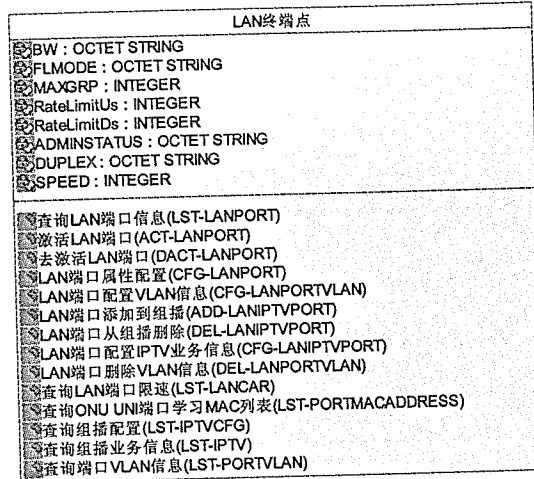 LAN终端点
BW : OCTET STRING
FLMODE : OCTET STRING
MAXGRP : INTEGER
RateLimitUs : INTEGER
RateLimitDs : INTEGER
ADMINSTATUS : OCTET STRING
DUPLEX : OCTET STRING
SPEED : INTEGER
查询LAN端口信息(LST-LANPORT)
激活LAN端口(ACT-LANPORT)
去激活LAN端口(DACT-LANPORT)
LAN端口属性配置(CFG-LANPORT)
LAN端口配置VLAN信息(CFG-LANPORTVLAN)
LAN端口添加到组播(ADD-LANIPTVPORT)
LAN端口从组播删除(DEL-LANIPTVPORT)
LAN端口配置IPTV业务信息(CFG-LANIPTVPORT)
LAN端口删除VLAN信息(DEL-LANPORTVLAN)
查询LAN端口限速(LST-LANCAR)
查询ONU UNI端口学习MAC列表(LST-PORTMACADDRESS)
查询组播配置(LST-IPTVCFG)
查询组播业务信息(LST-IPTV)
查询端口VLAN信息(LST-PORTVLAN)